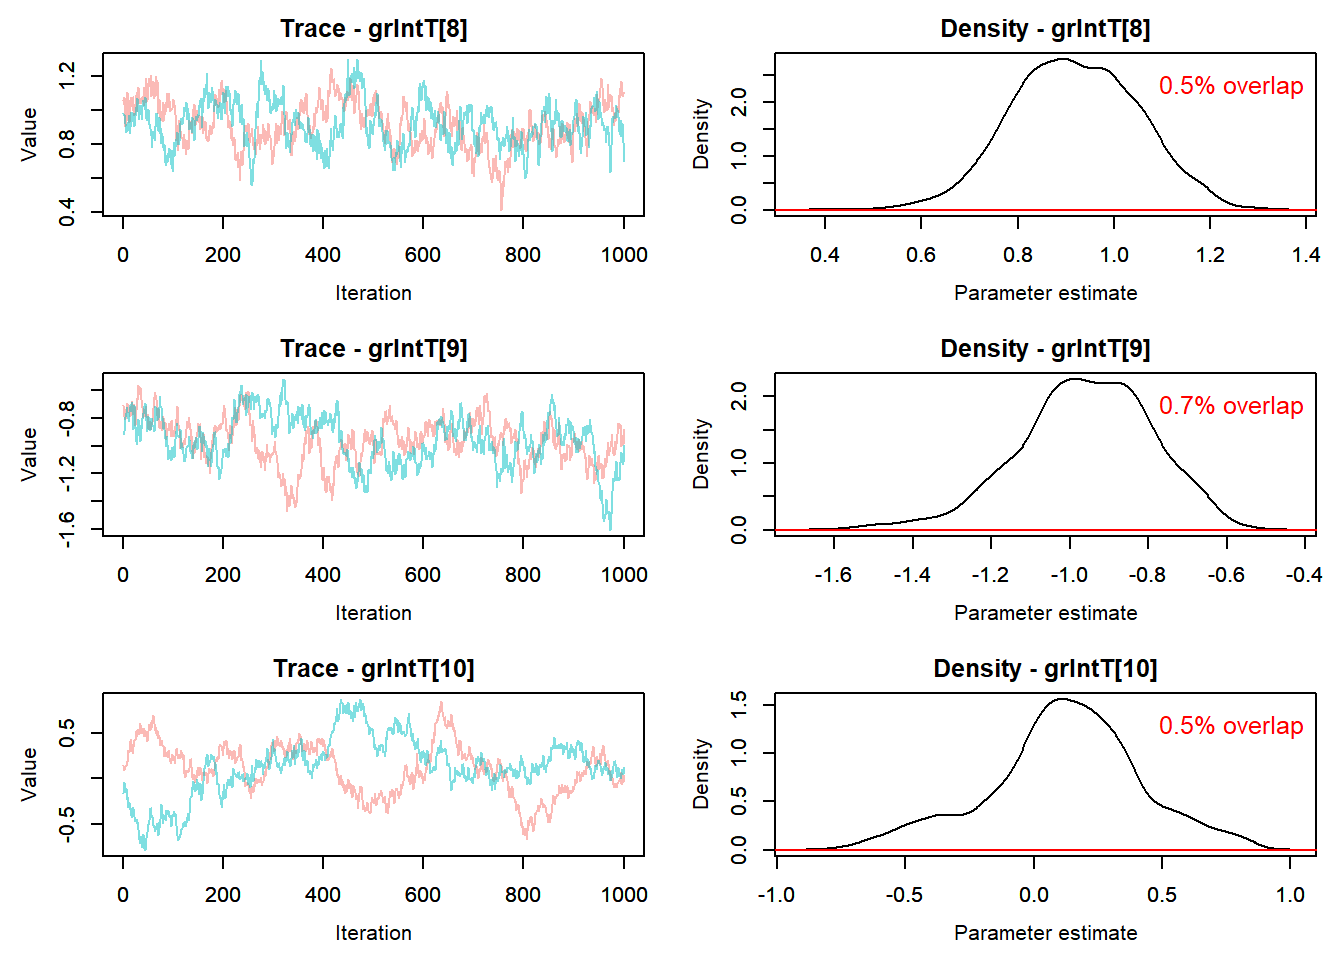 Trace - grIntT[8]
Value
0.4
0.8
1.2
0 200 400 600 800 1000
Iteration
Density - grIntT[8]
0.5% overlap
Density
0.0
1.0
2.0
0.4 0.6 0.8 1.0 1.2 1.4
Parameter estimate
Trace - grIntT[9]
Value
-1.6
-1.2
-0.8
0 200 400 600 800 1000
Iteration
Density - grIntT[9]
0.7% overlap
Density
0.0
1.0
2.0
-1.6 -1.4 -1.2 -1.0 -0.8 -0.6 -0.4
Parameter estimate
Trace - grIntT[10]
Value
-0.5
0.5
0 200 400 600 800 1000
Iteration
Density - grIntT[10]
0.5% overlap
Density
0.0
0.5
1.0
1.5
-1.0 -0.5 0.0 0.5 1.0
Parameter estimate